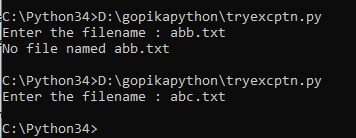 C:\Python34>D:\gopikapython\tryexcptn.py
Enter the filename : abb.txt
No file named abb.txt
C:\Python34>D:\gopikapython\tryexcptn.py
Enter the filename : abc.txt
C:\Python34>